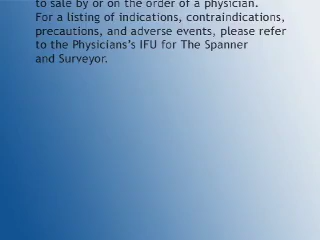 to sale by or on the order of a physician.
For a listing of indications, contraindications,
precautions, and adverse events, please refer
to the Physicians's IFU for The Spanner
and Surveyor.